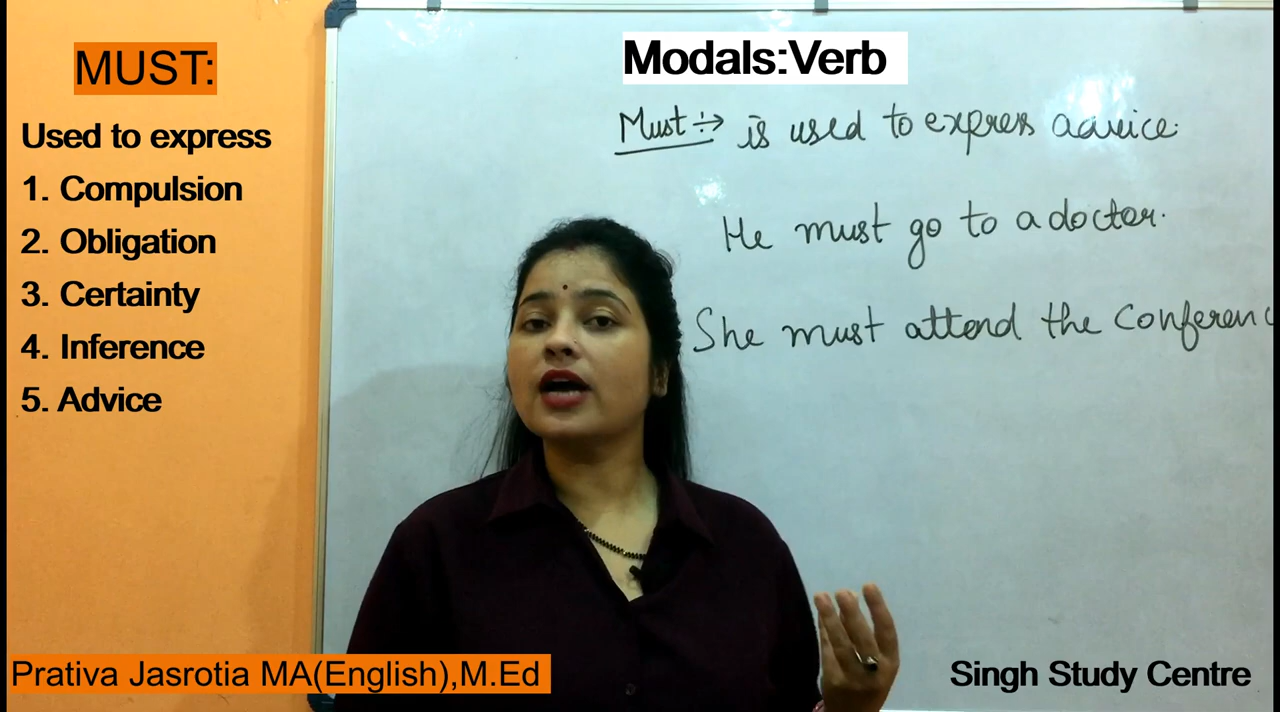 MUST:
Used to express
1. Compulsion
2. Obligation
3. Certainty
4. Inference
5. Advice
Modals:Verb
Must ÷→ is used to express advice.
He must go to a doctor.
She must attend the Conferenc
Prativa Jasrotia MA(English),M.Ed
Singh Study Centre